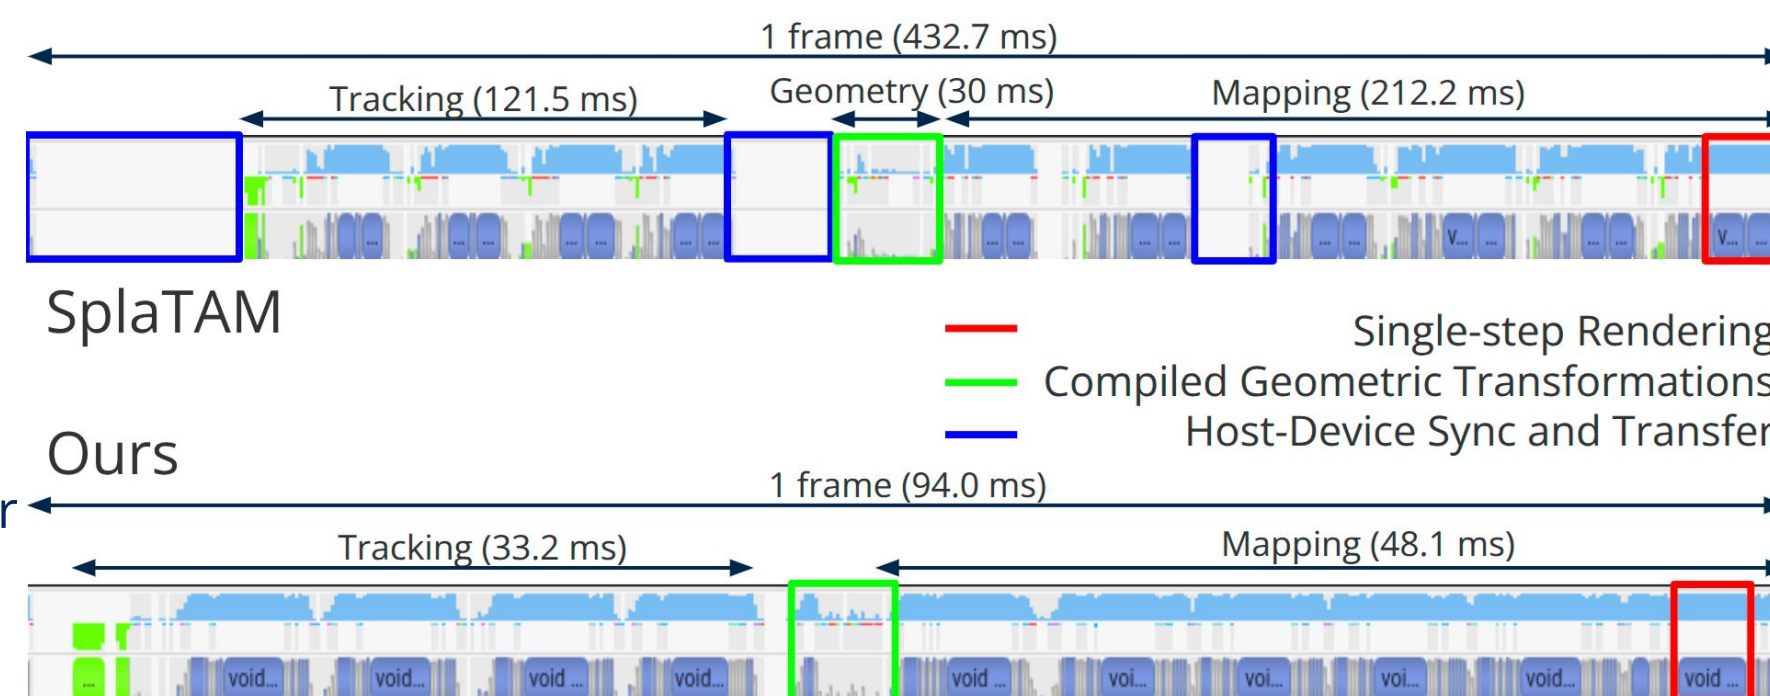 1 frame (432.7 ms)
Tracking (121.5 ms)
Geometry (30 ms)
Mapping (212.2 ms)
... ... ... ... ... ... ... ... ... ... ... ... V... ... ... ... V... ...
SplaTAM
Single-step Rendering
Compiled Geometric Transformations
Host-Device Sync and Transfer
Ours
r
1 frame (94.0 ms)
Tracking (33.2 ms)
Mapping (48.1 ms)
... void... void... void ... void... void ... voi... voi... voi... void... void ...